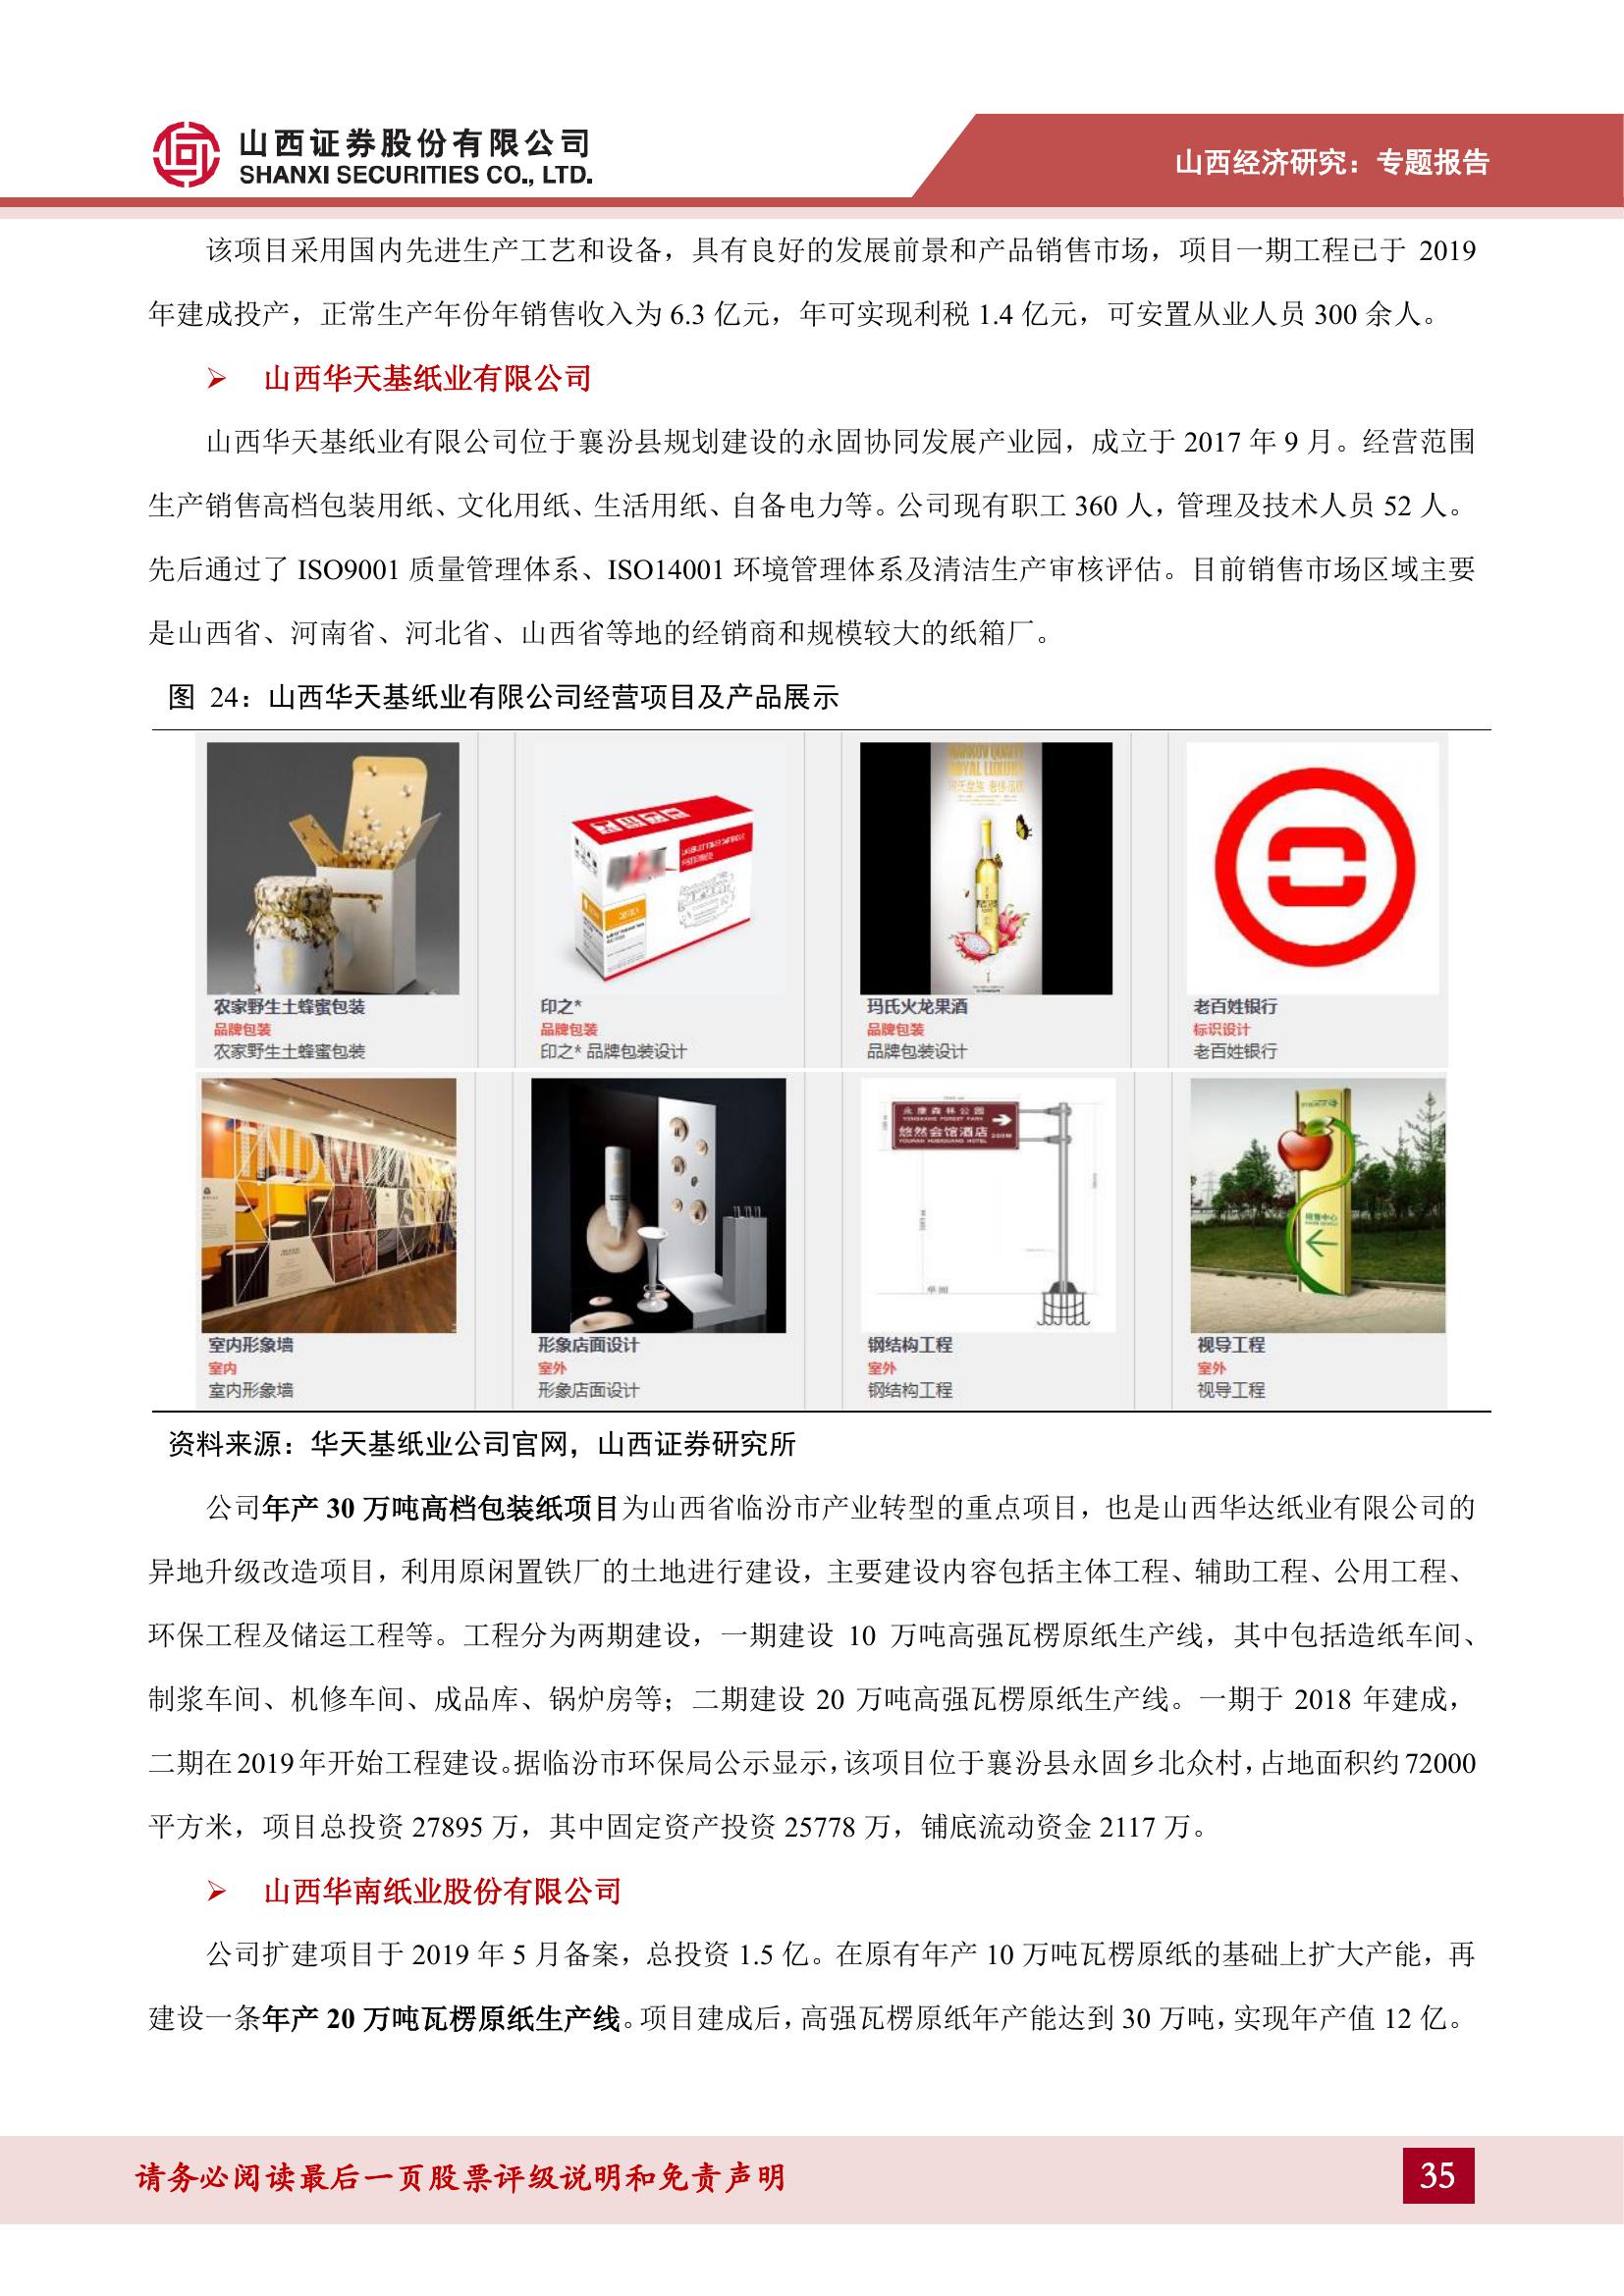 山西证券股份有限公司
SHANXI SECURITIES CO., LTD.
山西经济研究：专题报告
该项目采用国内先进生产工艺和设备，具有良好的发展前景和产品销售市场，项目一期工程已于 2019
年建成投产，正常生产年份年销售收入为 6.3 亿元，年可实现利税 1.4 亿元，可安置从业人员 300 余人。
➢ 山西华天基纸业有限公司
山西华天基纸业有限公司位于襄汾县规划建设的永固协同发展产业园，成立于 2017 年 9 月。经营范围
生产销售高档包装用纸、文化用纸、生活用纸、自备电力等。公司现有职工 360 人，管理及技术人员 52 人。
先后通过了 ISO9001 质量管理体系、ISO14001 环境管理体系及清洁生产审核评估。目前销售市场区域主要
是山西省、河南省、河北省、山西省等地的经销商和规模较大的纸箱厂。
图 24：山西华天基纸业有限公司经营项目及产品展示
玛氏皇族 奢侈品质
农家野生土蜂蜜包装 印之* 玛氏火龙果酒 老百姓银行
品牌包装 品牌包装 品牌包装 标识设计
农家野生土蜂蜜包装 印之* 品牌包装设计 品牌包装设计 老百姓银行
永康森林公园
YONGKANG FOREST PARK
悠然会馆酒店 200M
销售中心
室内形象墙 形象店面设计 钢结构工程 视导工程
室内 室外 室外 室外
室内形象墙 形象店面设计 钢结构工程 视导工程
资料来源：华天基纸业公司官网，山西证券研究所
公司年产 30 万吨高档包装纸项目为山西省临汾市产业转型的重点项目，也是山西华达纸业有限公司的
异地升级改造项目，利用原闲置铁厂的土地进行建设，主要建设内容包括主体工程、辅助工程、公用工程、
环保工程及储运工程等。工程分为两期建设，一期建设 10 万吨高强瓦楞原纸生产线，其中包括造纸车间、
制浆车间、机修车间、成品库、锅炉房等；二期建设 20 万吨高强瓦楞原纸生产线。一期于 2018 年建成，
二期在 2019 年开始工程建设。据临汾市环保局公示显示，该项目位于襄汾县永固乡北众村，占地面积约 72000
平方米，项目总投资 27895 万，其中固定资产投资 25778 万，铺底流动资金 2117 万。
➢ 山西华南纸业股份有限公司
公司扩建项目于 2019 年 5 月备案，总投资 1.5 亿。在原有年产 10 万吨瓦楞原纸的基础上扩大产能，再
建设一条年产 20 万吨瓦楞原纸生产线。项目建成后，高强瓦楞原纸年产能达到 30 万吨，实现年产值 12 亿。
请务必阅读最后一页股票评级说明和免责声明
35